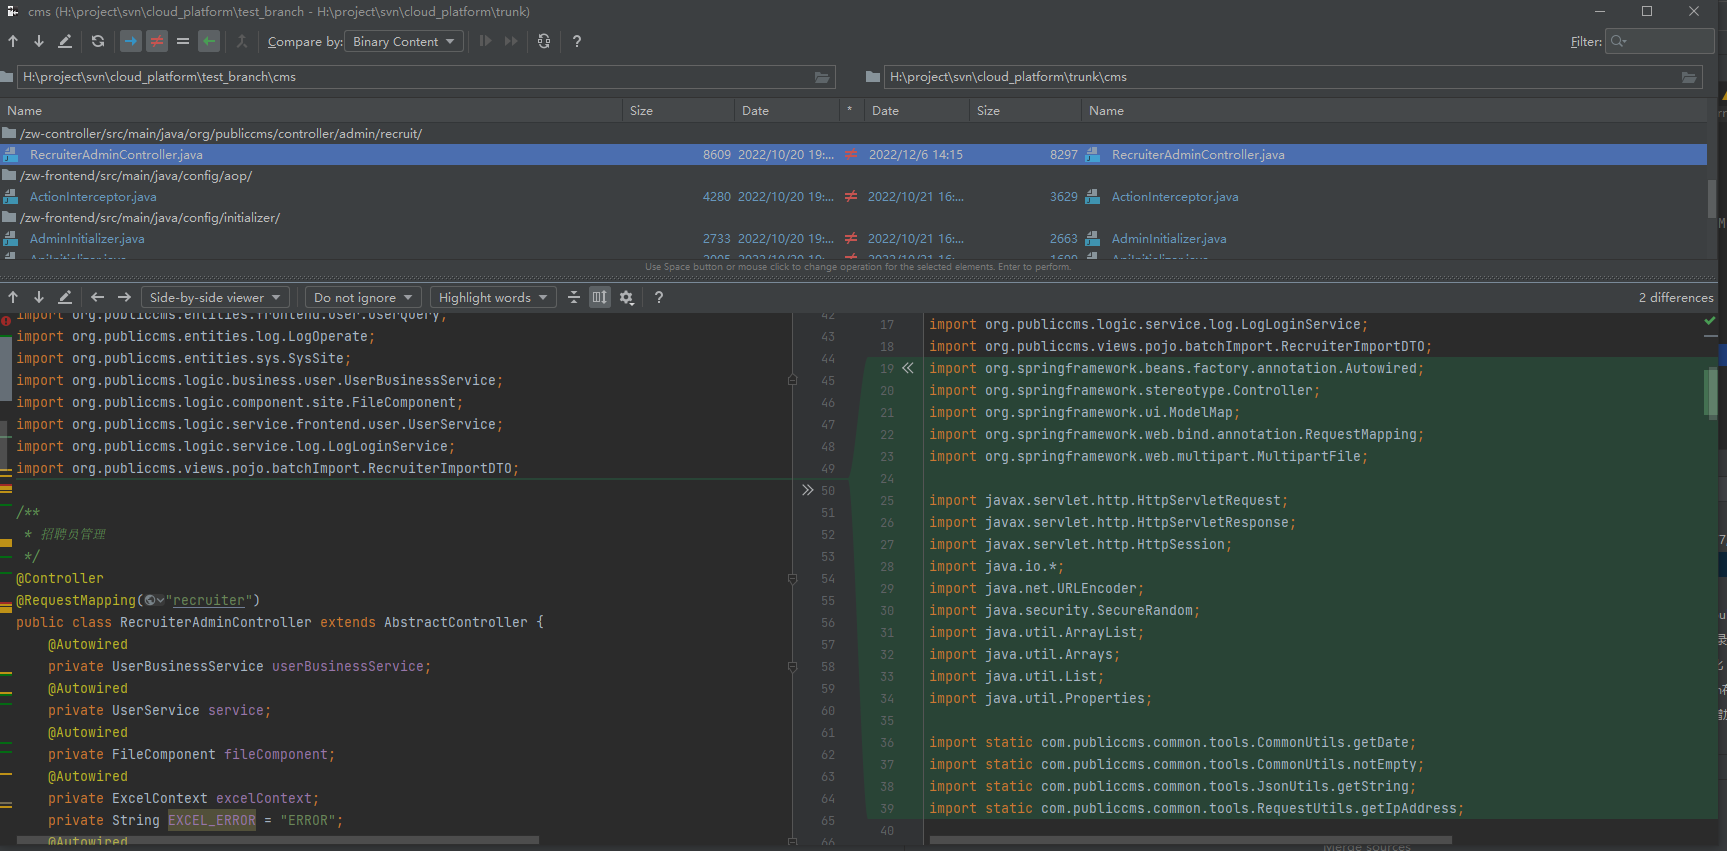 cms (H:\project\svn\cloud_platform\test_branch - H:\project\svn\cloud_platform\trunk)
Compare by: Binary Content
Filter:
H:\project\svn\cloud_platform\test_branch\cms
H:\project\svn\cloud_platform\trunk\cms
Name Size Date * Date Size Name
/zw-controller/src/main/java/org/publiccms/controller/admin/recruit/
RecruiterAdminController.java 8609 2022/10/20 19:... ≠ 2022/12/6 14:15 8297 RecruiterAdminController.java
/zw-frontend/src/main/java/config/aop/
ActionInterceptor.java 4280 2022/10/20 19:... ≠ 2022/10/21 16:... 3629 ActionInterceptor.java
/zw-frontend/src/main/java/config/initializer/
AdminInitializer.java 2733 2022/10/20 19:... ≠ 2022/10/21 16:... 2663 AdminInitializer.java
Use Space button or mouse click to change operation for the selected elements. Enter to perform.
Side-by-side viewer Do not ignore Highlight words ? 2 differences
import org.publiccms.entities.frontend.user.UserQuery; 42
import org.publiccms.entities.log.LogOperate; 43
import org.publiccms.entities.sys.SysSite; 44
import org.publiccms.logic.business.user.UserBusinessService; 45
import org.publiccms.logic.component.site.FileComponent; 46
import org.publiccms.logic.service.frontend.user.UserService; 47
import org.publiccms.logic.service.log.LogLoginService; 48
import org.publiccms.views.pojo.batchImport.RecruiterImportDTO; 49
50
/** 51
* 招聘员管理 52
*/ 53
@Controller 54
@RequestMapping("recruiter") 55
public class RecruiterAdminController extends AbstractController { 56
@Autowired 57
private UserBusinessService userBusinessService; 58
@Autowired 59
private UserService service; 60
@Autowired 61
private FileComponent fileComponent; 62
@Autowired 63
private ExcelContext excelContext; 64
private String EXCEL_ERROR = "ERROR"; 65
@Autowired 66
17 import org.publiccms.logic.service.log.LogLoginService;
18 import org.publiccms.views.pojo.batchImport.RecruiterImportDTO;
19 import org.springframework.beans.factory.annotation.Autowired;
20 import org.springframework.stereotype.Controller;
21 import org.springframework.ui.ModelMap;
22 import org.springframework.web.bind.annotation.RequestMapping;
23 import org.springframework.web.multipart.MultipartFile;
24
25 import javax.servlet.http.HttpServletRequest;
26 import javax.servlet.http.HttpServletResponse;
27 import javax.servlet.http.HttpSession;
28 import java.io.*;
29 import java.net.URLEncoder;
30 import java.security.SecureRandom;
31 import java.util.ArrayList;
32 import java.util.Arrays;
33 import java.util.List;
34 import java.util.Properties;
35
36 import static com.publiccms.common.tools.CommonUtils.getDate;
37 import static com.publiccms.common.tools.CommonUtils.notEmpty;
38 import static com.publiccms.common.tools.JsonUtils.getString;
39 import static com.publiccms.common.tools.RequestUtils.getIpAddress;
40
Merge sources